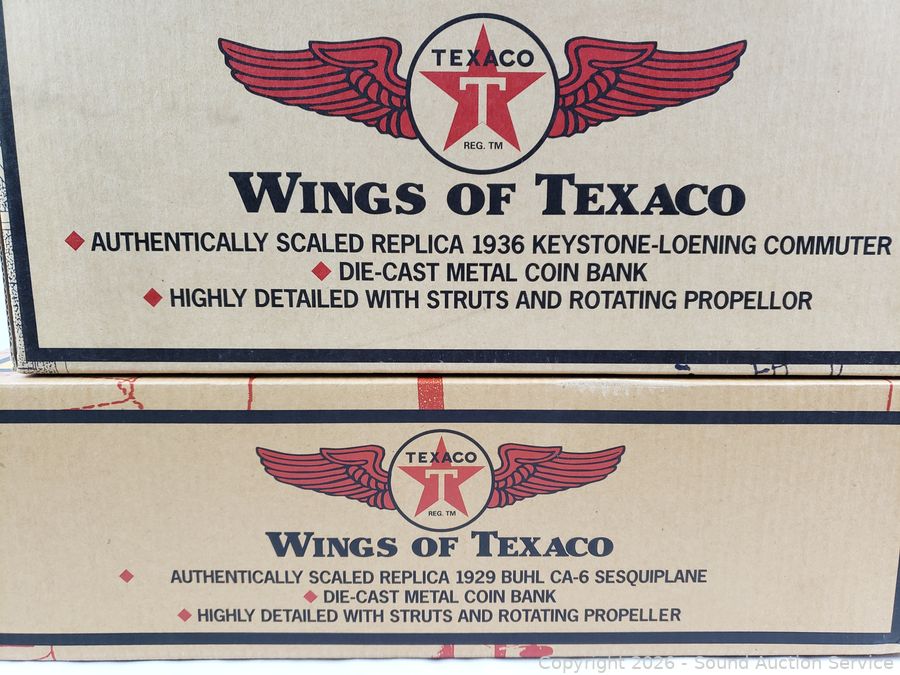 TEXACO
T
REG. TM
WINGS OF TEXACO
AUTHENTICALLY SCALED REPLICA 1936 KEYSTONE-LOENING COMMUTER
DIE-CAST METAL COIN BANK
HIGHLY DETAILED WITH STRUTS AND ROTATING PROPELLOR
TEXACO
T
REG. TM
WINGS OF TEXACO
AUTHENTICALLY SCALED REPLICA 1929 BUHL CA-6 SESQUIPLANE
DIE-CAST METAL COIN BANK
HIGHLY DETAILED WITH STRUTS AND ROTATING PROPELLER
Copyright 2026 - Sound Auction Service